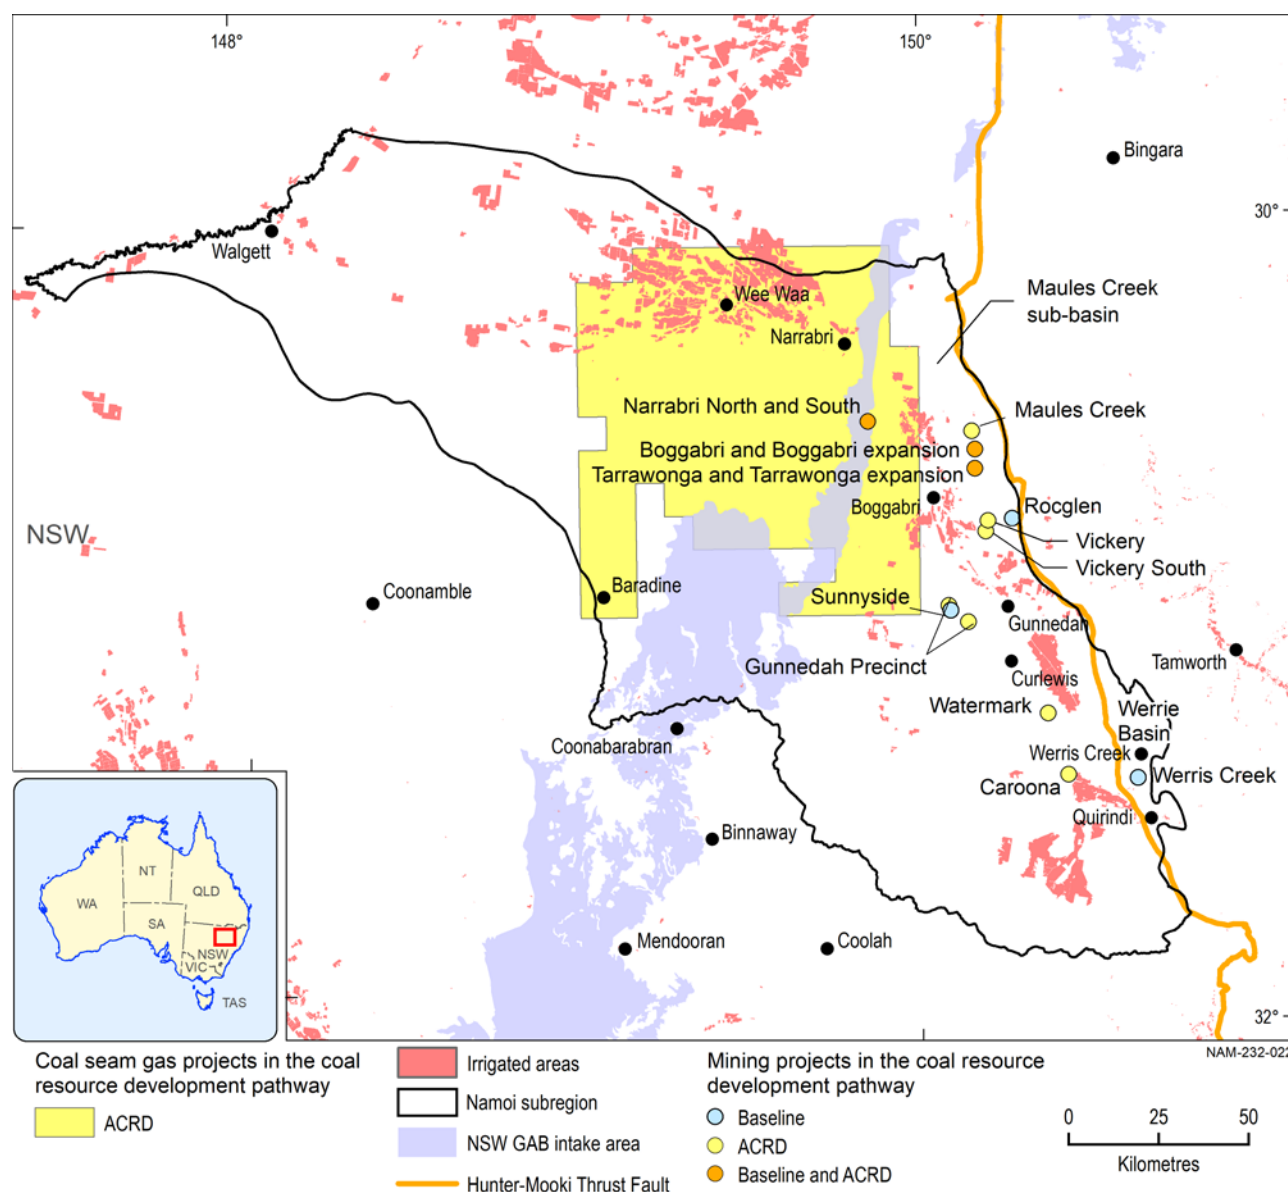 148°
150°
Bingara
30°
Walgett
Maules Creek
sub-basin
Wee Waa
Narrabri
Narrabri North and South
Maules Creek
Boggabri and Boggabri expansion
Tarrawonga and Tarrawonga expansion
Boggabri
Rocglen
NSW
Vickery
Vickery South
Coonamble
Baradine
Sunnyside
Gunnedah
Gunnedah Precinct
Curlewis
Tamworth
Watermark
Werrie
Basin
Coonabarabran
Werris Creek
Werris Creek
Caroona
Quirindi
Binnaway
Mendooran
Coolah
32°
NT
QLD
WA
SA
NSW
VIC
TAS
NAM-232-022
Coal seam gas projects in the coal
resource development pathway
ACRD
Irrigated areas
Namoi subregion
NSW GAB intake area
Hunter-Mooki Thrust Fault
Mining projects in the coal resource
development pathway
Baseline
ACRD
Baseline and ACRD
0 25 50
Kilometres